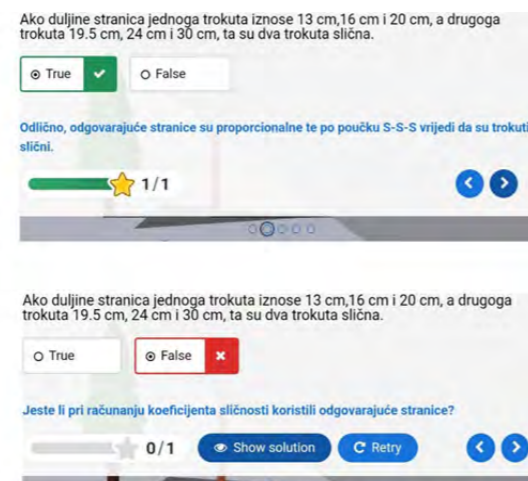 Ako duljine stranica jednoga trokuta iznose 13 cm,16 cm i 20 cm, a drugoga
trokuta 19.5 cm, 24 cm i 30 cm, ta su dva trokuta slična.
True
False
Odlično, odgovarajuće stranice su proporcionalne te po poučku S-S-S vrijedi da su trokuti
slični.
1/1
Ako duljine stranica jednoga trokuta iznose 13 cm,16 cm i 20 cm, a drugoga
trokuta 19.5 cm, 24 cm i 30 cm, ta su dva trokuta slična.
True
False
Jeste li pri računanju koeficijenta sličnosti koristili odgovarajuće stranice?
0/1
Show solution
Retry